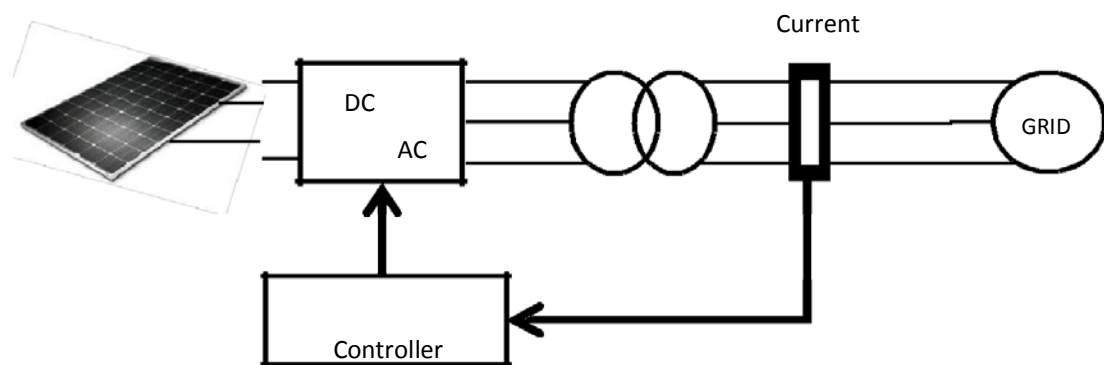 Current
DC
AC
GRID
Controller